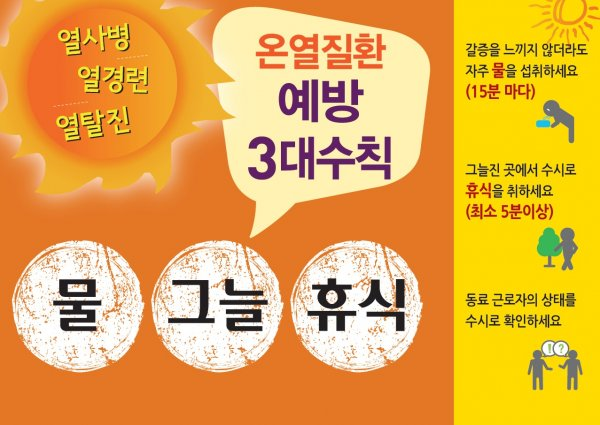 열사병
열경련
열탈진
온열질환
예방
3대수칙
물
그늘
휴식
갈증을 느끼지 않더라도
자주 물을 섭취하세요
(15분 마다)
그늘진 곳에서 수시로
휴식을 취하세요
(최소 5분이상)
동료 근로자의 상태를
수시로 확인하세요
!
?